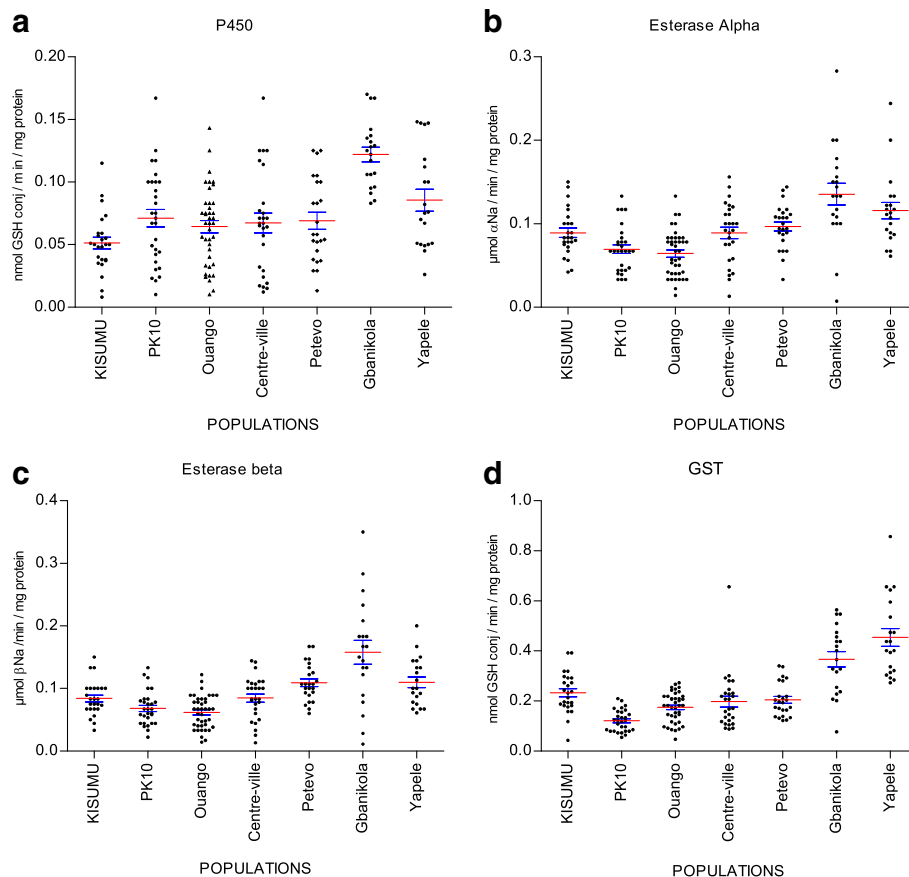 a
P450
nmol GSH conj / min / mg protein
0.20
0.15
0.10
0.05
0.00
KISUMU
PK10
Ouango
Centre-ville
Petevo
Gbanikola
Yapele
POPULATIONS
b
Esterase Alpha
µmol αNa / min / mg protein
0.3
0.2
0.1
0.0
KISUMU
PK10
Ouango
Centre-ville
Petevo
Gbanikola
Yapele
POPULATIONS
c
Esterase beta
µmol βNa /min / mg protein
0.4
0.3
0.2
0.1
0.0
KISUMU
PK10
Ouango
Centre-ville
Petevo
Gbanikola
Yapele
POPULATIONS
d
GST
nmol GSH conj / min / mg protein
1.0
0.8
0.6
0.4
0.2
0.0
KISUMU
PK10
Ouango
Centre-ville
Petevo
Gbanikola
Yapele
POPULATIONS